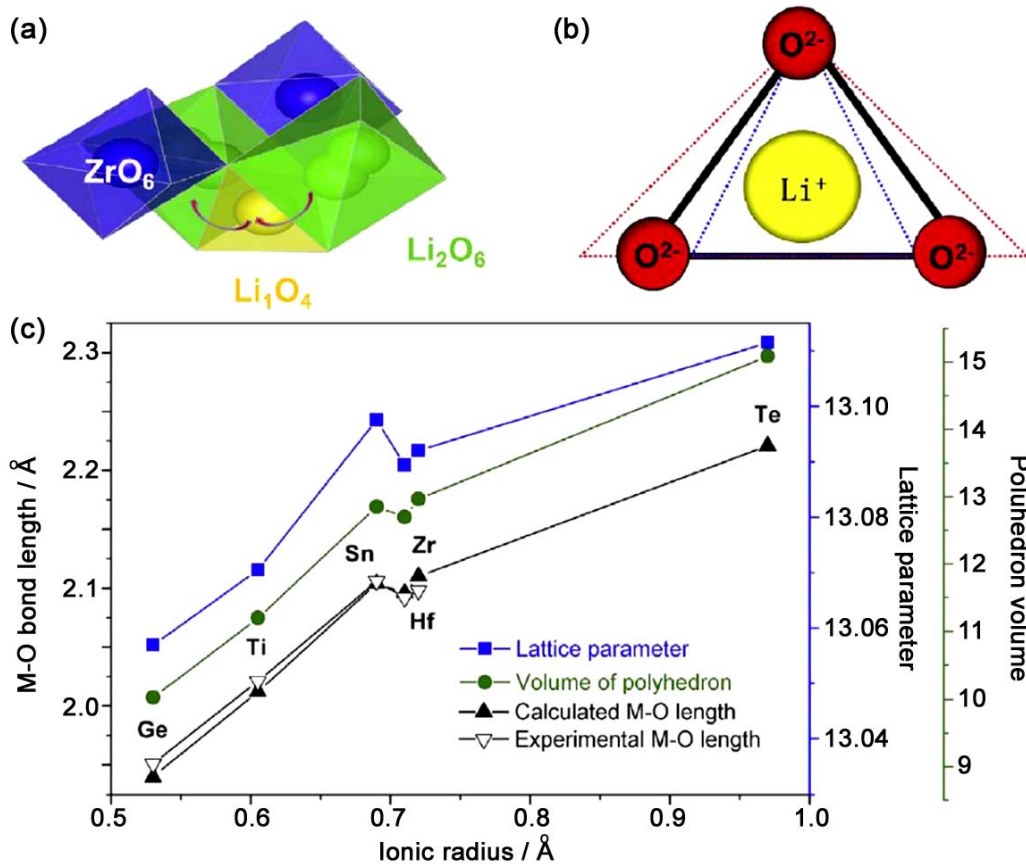 (a)
ZrO₆
Li₂O₆
Li₁O₄
(b)
O²⁻
Li⁺
O²⁻
O²⁻
(c)
M-O bond length / Å
2.3
2.2
2.1
2.0
Ge
Ti
Sn
Zr
Hf
Te
Lattice parameter
Volume of polyhedron
Calculated M-O length
Experimental M-O length
0.5 0.6 0.7 0.8 0.9 1.0
Ionic radius / Å
13.10
13.08
13.06
13.04
Lattice parameter
15
14
13
12
11
10
9
Poluhedron volume